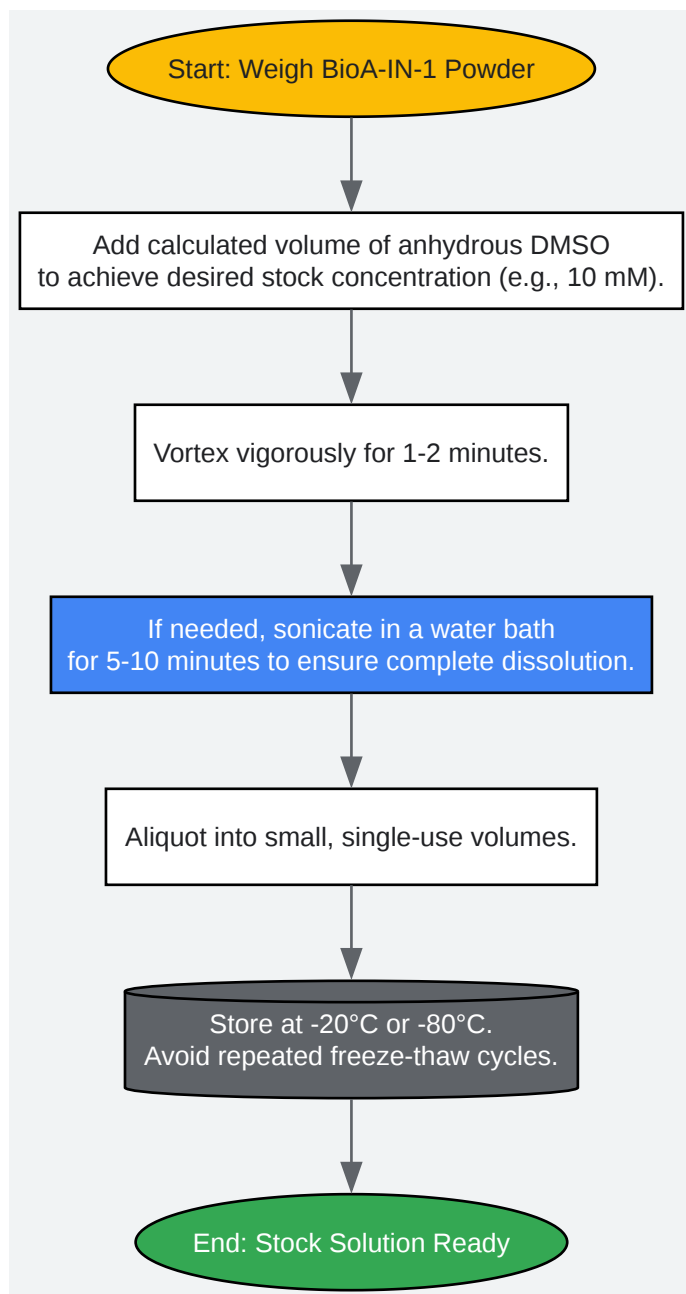 Start: Weigh BioA-IN-1 Powder
Add calculated volume of anhydrous DMSO
to achieve desired stock concentration (e.g., 10 mM).
Vortex vigorously for 1-2 minutes.
If needed, sonicate in a water bath
for 5-10 minutes to ensure complete dissolution.
Aliquot into small, single-use volumes.
Store at -20°C or -80°C.
Avoid repeated freeze-thaw cycles.
End: Stock Solution Ready